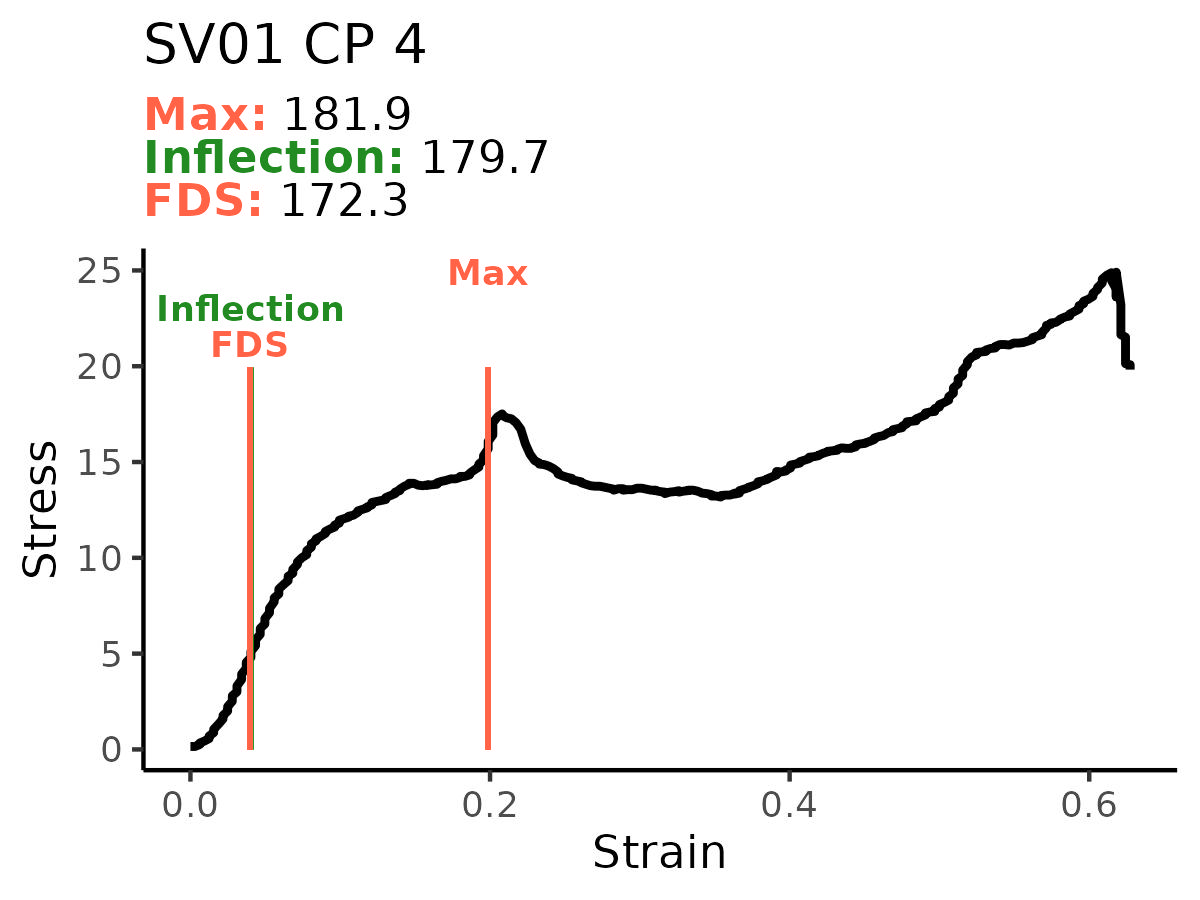 SV01 CP 4
Max: 181.9
Inflection: 179.7
FDS: 172.3
25
20
15
10
5
0
Stress
Max
Inflection
FDS
0.0
0.2
0.4
0.6
Strain